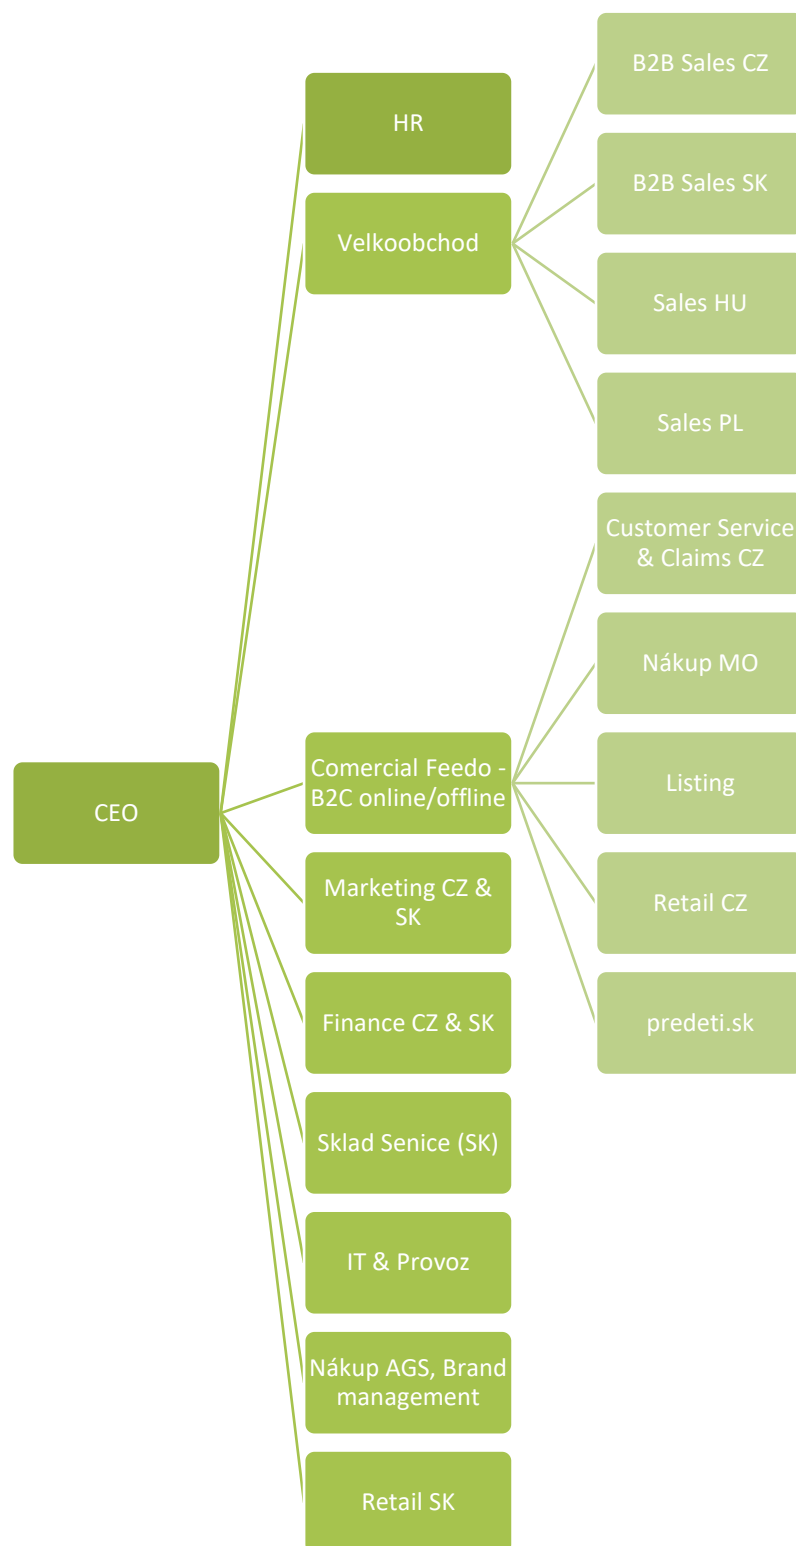 CEO
HR
Velkoobchod
B2B Sales CZ
B2B Sales SK
Sales HU
Sales PL
Comercial Feedo -
B2C online/offline
Customer Service
& Claims CZ
Nákup MO
Listing
Retail CZ
predeti.sk
Marketing CZ &
SK
Finance CZ & SK
Sklad Senice (SK)
IT & Provoz
Nákup AGS, Brand
management
Retail SK